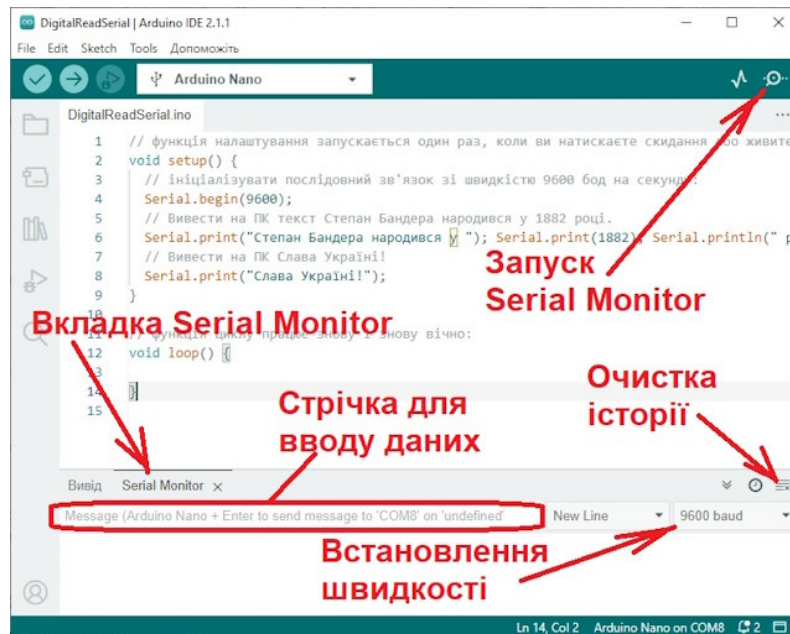 DigitalReadSerial | Arduino IDE 2.1.1
File Edit Sketch Tools Допоможіть
Arduino Nano
DigitalReadSerial.ino
1 // функція налаштування запускається один раз, коли ви натискаєте скидання або живите
2 void setup() {
3 // ініціалізувати послідовний зв'язок зі швидкістю 9600 бод на секунду:
4 Serial.begin(9600);
5 // Вивести на ПК текст Степан Бандера народився у 1882 році.
6 Serial.print("Степан Бандера народився у "); Serial.print(1882); Serial.println(" р
7 // Вивести на ПК Слава Україні!
8 Serial.print("Слава Україні!");
9 }
10
11 // функція циклу працює знову і знову вічно:
12 void loop() {
13
14 }
15
Запуск
Serial Monitor
Вкладка Serial Monitor
Очистка
історії
Стрічка для
вводу даних
Вивід Serial Monitor
Message (Arduino Nano + Enter to send message to 'COM8' on 'undefined'
New Line
9600 baud
Встановлення
швидкості
Ln 14, Col 2 Arduino Nano on COM8 2